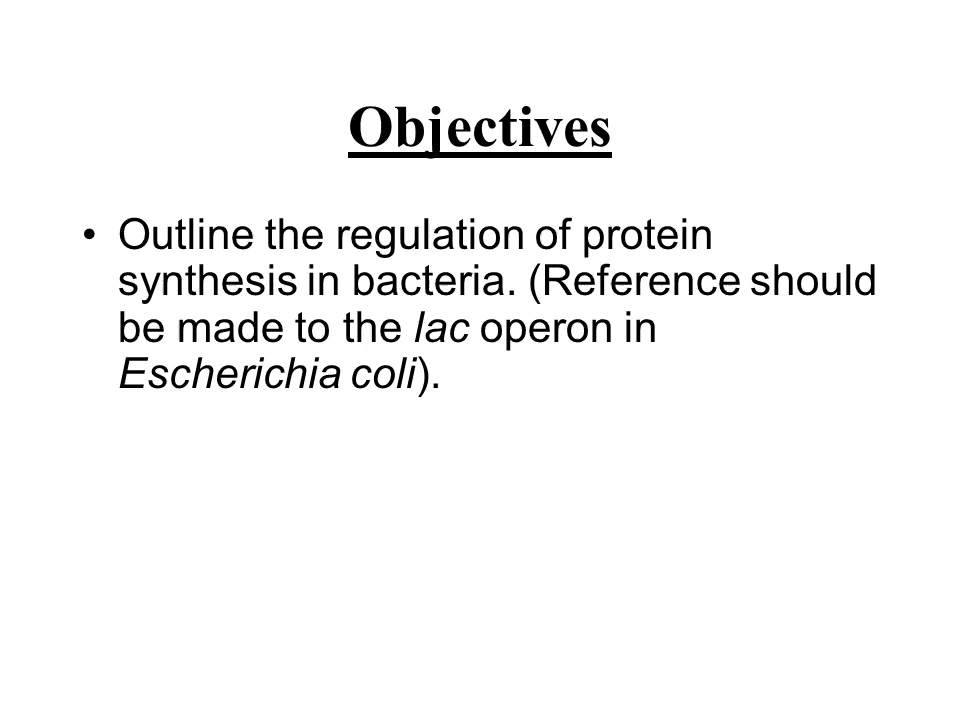 Objectives
• Outline the regulation of protein
synthesis in bacteria. (Reference should
be made to the lac operon in
Escherichia coli).